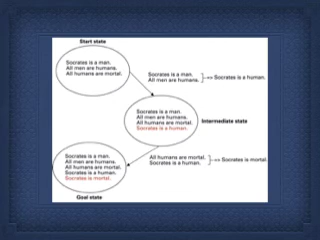 Start state
Socrates is a man.
All men are humans.
All humans are mortal.
Socrates is a man.
All men are humans.
=> Socrates is a human.
Socrates is a man.
All men are humans.
All humans are mortal.
Socrates is a human.
Intermediate state
All humans are mortal.
Socrates is a human.
=> Socrates is mortal.
Socrates is a man.
All men are humans.
All humans are mortal.
Socrates is a human.
Socrates is mortal.
Goal state